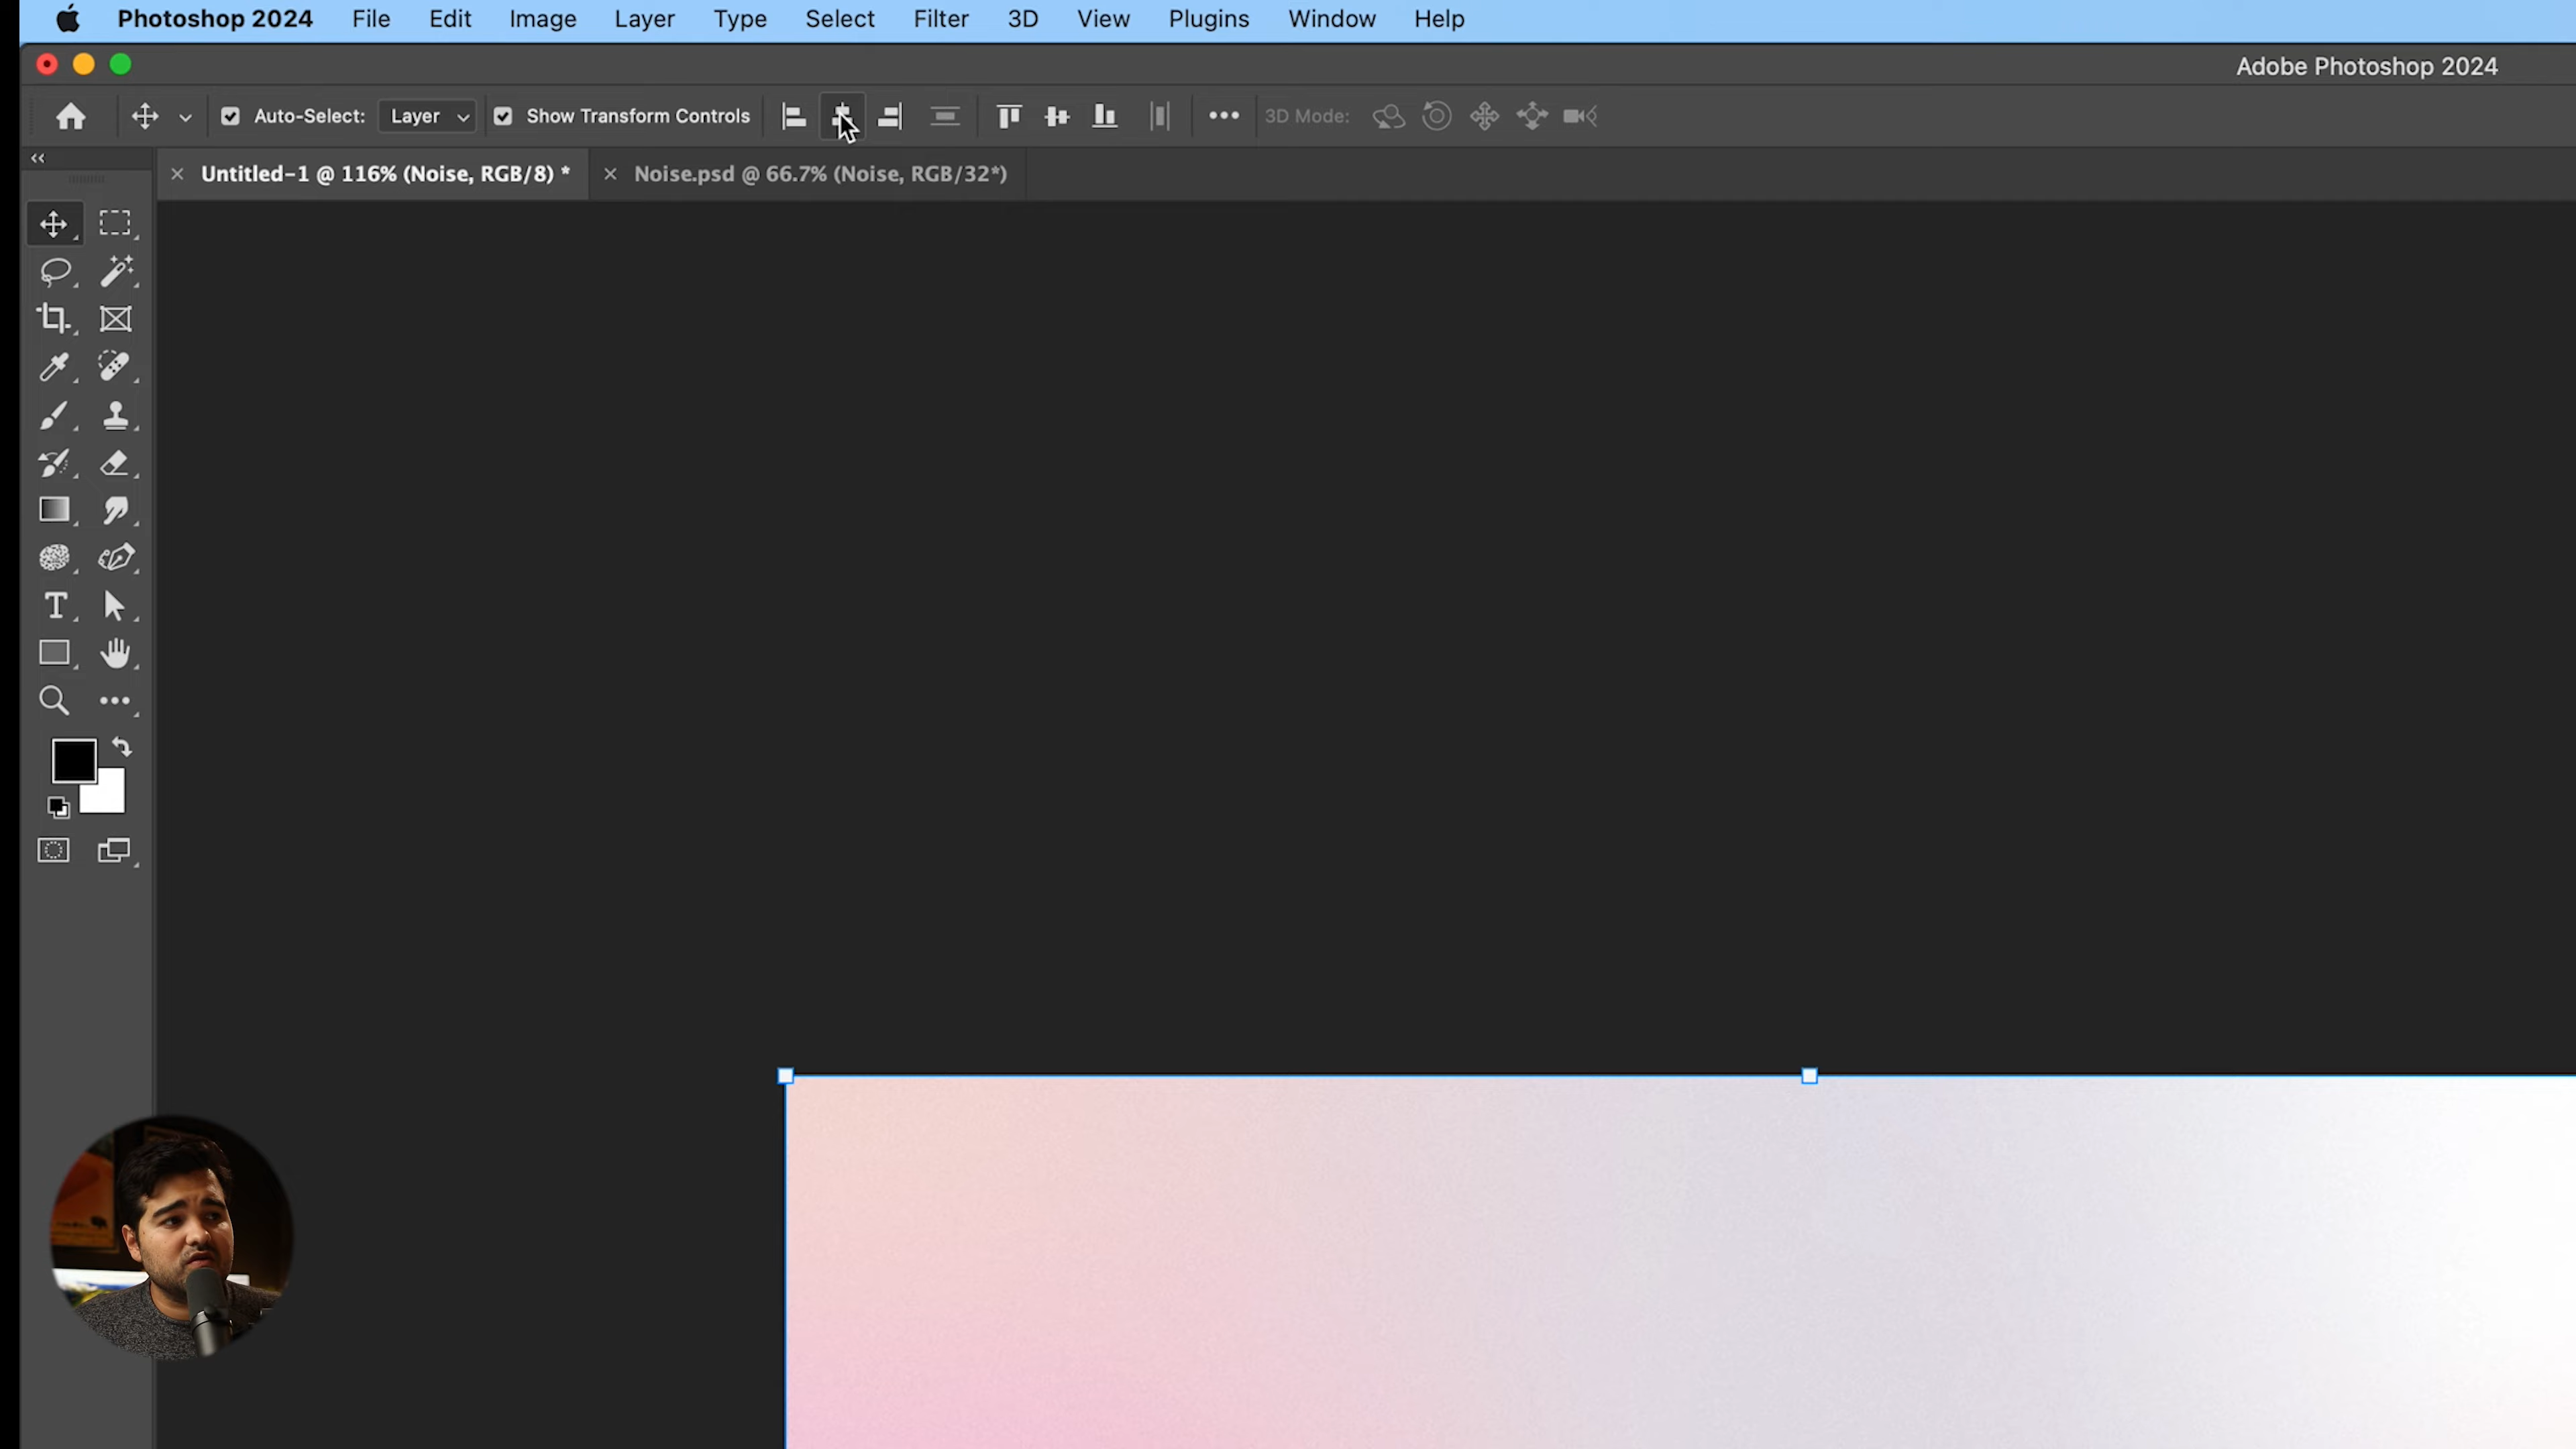 Photoshop 2024 File Edit Image Layer Type Select Filter 3D View Plugins Window Help
Adobe Photoshop 2024
Auto-Select: Layer Show Transform Controls 3D Mode:
Untitled-1 @ 116% (Noise, RGB/8) * Noise.psd @ 66.7% (Noise, RGB/32*)